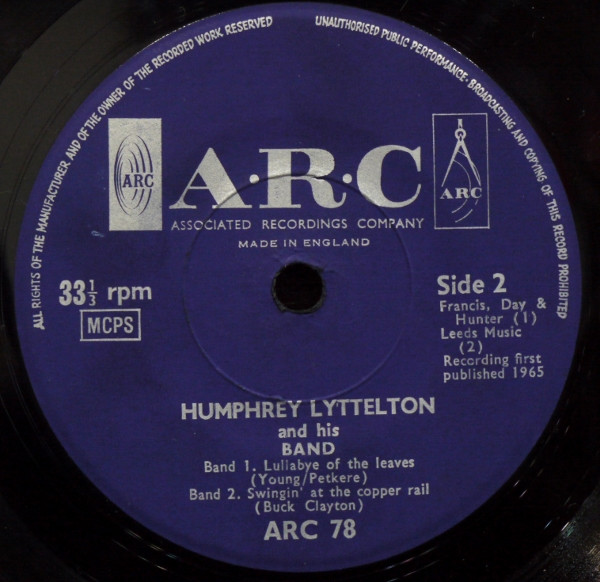 ALL RIGHTS OF THE MANUFACTURER AND OF THE OWNER OF THE RECORDED WORK RESERVED
UNAUTHORISED PUBLIC PERFORMANCE · BROADCASTING AND COPYING OF THIS RECORD PROHIBITED
ARC
A·R·C
ARC
ASSOCIATED RECORDINGS COMPANY
MADE IN ENGLAND
33 1/3 rpm
MCPS
Side 2
Francis, Day &
Hunter (1)
Leeds Music
(2)
Recording first
published 1965
HUMPHREY LYTTELTON
and his
BAND
Band 1. Lullabye of the leaves
(Young/Petkere)
Band 2. Swingin' at the copper rail
(Buck Clayton)
ARC 78